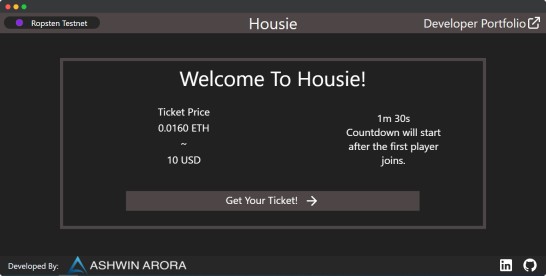 Ropsten Testnet
Housie
Developer Portfolio
Welcome To Housie!
Ticket Price
0.0160 ETH
~
10 USD
1m 30s
Countdown will start
after the first player
joins.
Get Your Ticket!
Developed By:
ASHWIN ARORA
in